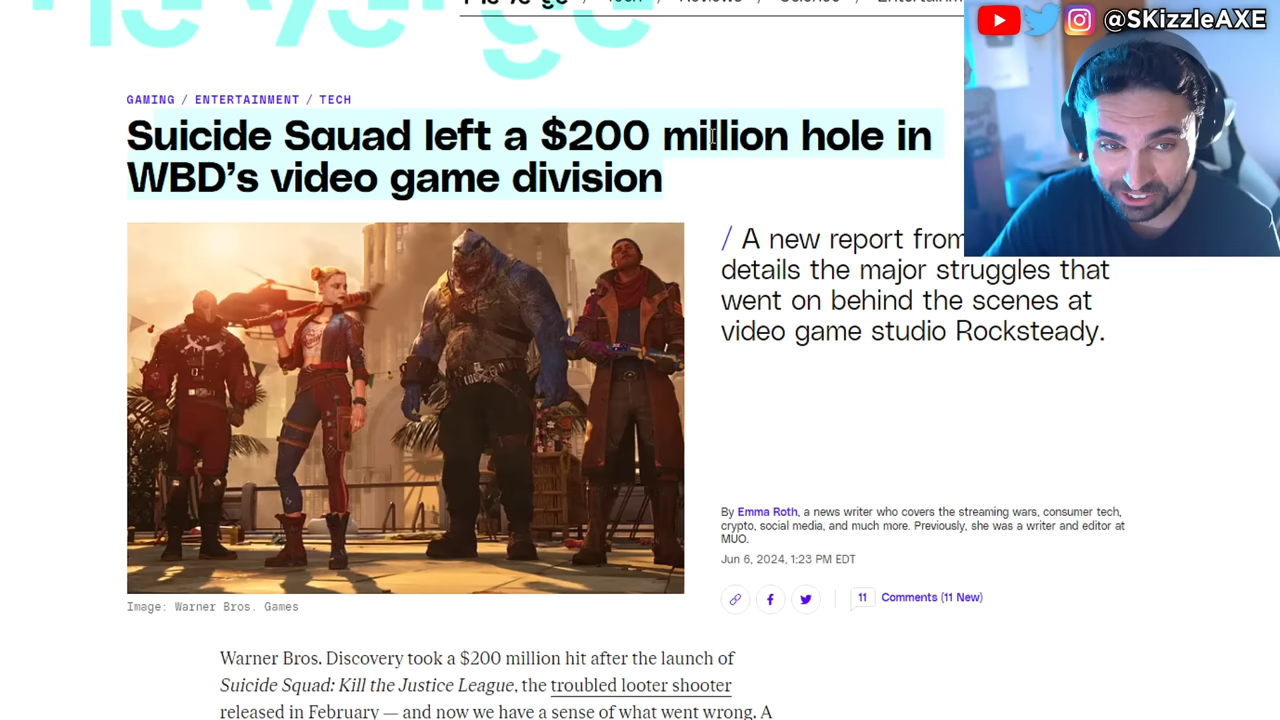 @SKizzleAXE
GAMING / ENTERTAINMENT / TECH
Suicide Squad left a $200 million hole in
WBD's video game division
/ A new report from
details the major struggles that
went on behind the scenes at
video game studio Rocksteady.
By Emma Roth, a news writer who covers the streaming wars, consumer tech,
crypto, social media, and much more. Previously, she was a writer and editor at
MUO.
Jun 6, 2024, 1:23 PM EDT
11 Comments (11 New)
Image: Warner Bros. Games
Warner Bros. Discovery took a $200 million hit after the launch of
Suicide Squad: Kill the Justice League, the troubled looter shooter
released in February — and now we have a sense of what went wrong. A